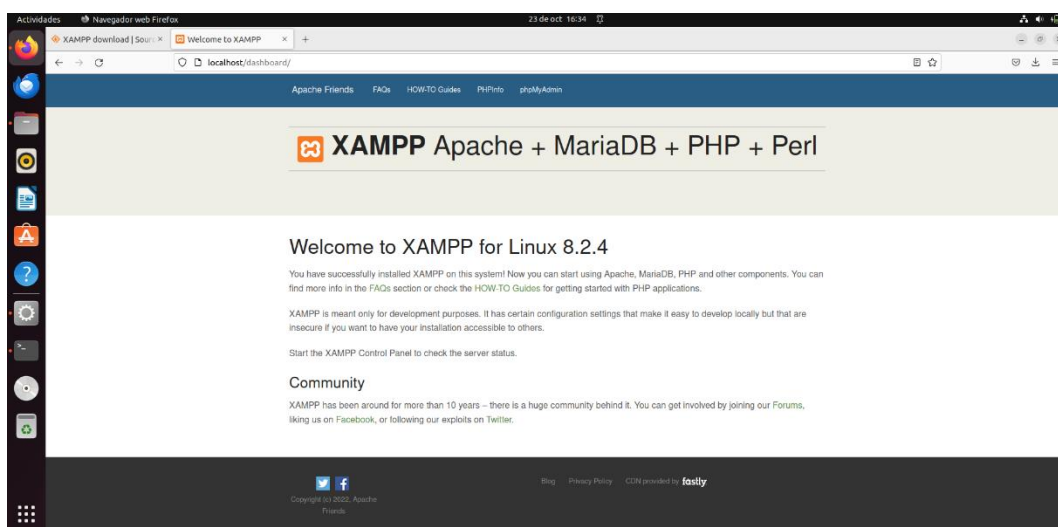 Actividades Navegador web Firefox 23 de oct 16:34
XAMPP download | Sour Welcome to XAMPP
localhost/dashboard/
Apache Friends FAQs HOW-TO Guides PHPInfo phpMyAdmin
XAMPP Apache + MariaDB + PHP + Perl
Welcome to XAMPP for Linux 8.2.4
You have successfully installed XAMPP on this system! Now you can start using Apache, MariaDB, PHP and other components. You can
find more info in the FAQs section or check the HOW-TO Guides for getting started with PHP applications.
XAMPP is meant only for development purposes. It has certain configuration settings that make it easy to develop locally but that are
insecure if you want to have your installation accessible to others.
Start the XAMPP Control Panel to check the server status.
Community
XAMPP has been around for more than 10 years – there is a huge community behind it. You can get involved by joining our Forums,
liking us on Facebook, or following our exploits on Twitter.
Blog Privacy Policy CDN provided by fastly
Copyright (c) 2022, Apache
Friends